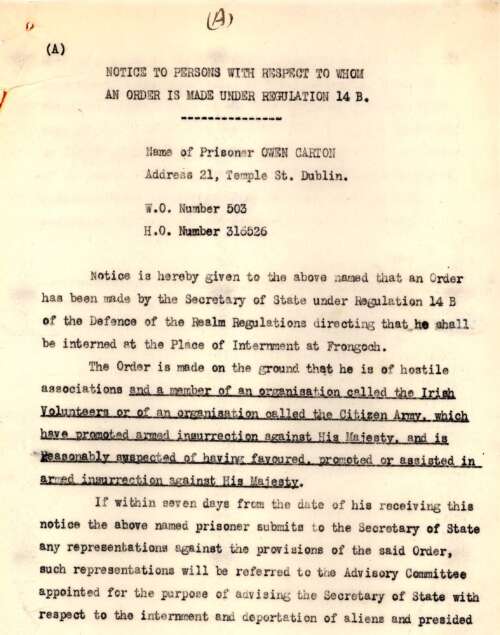 (A)
(A)
NOTICE TO PERSONS WITH RESPECT TO WHOM
AN ORDER IS MADE UNDER REGULATION 14 B.
---------------
Name of Prisoner OWEN CARTON
Address 21, Temple St. Dublin.
W.O. Number 503
H.O. Number 316526
Notice is hereby given to the above named that an Order
has been made by the Secretary of State under Regulation 14 B
of the Defence of the Realm Regulations directing that he shall
be interned at the Place of Internment at Frongoch.
The Order is made on the ground that he is of hostile
associations and a member of an organisation called the Irish
Volunteers or of an organisation called the Citizen Army, which
have promoted armed insurrection against His Majesty, and is
Reasonably suspected of having favoured, promoted or assisted in
armed insurrection against His Majesty.
If within seven days from the date of his receiving this
notice the above named prisoner submits to the Secretary of State
any representations against the provisions of the said Order,
such representations will be referred to the Advisory Committee
appointed for the purpose of advising the Secretary of State with
respect to the internment and deportation of aliens and presided